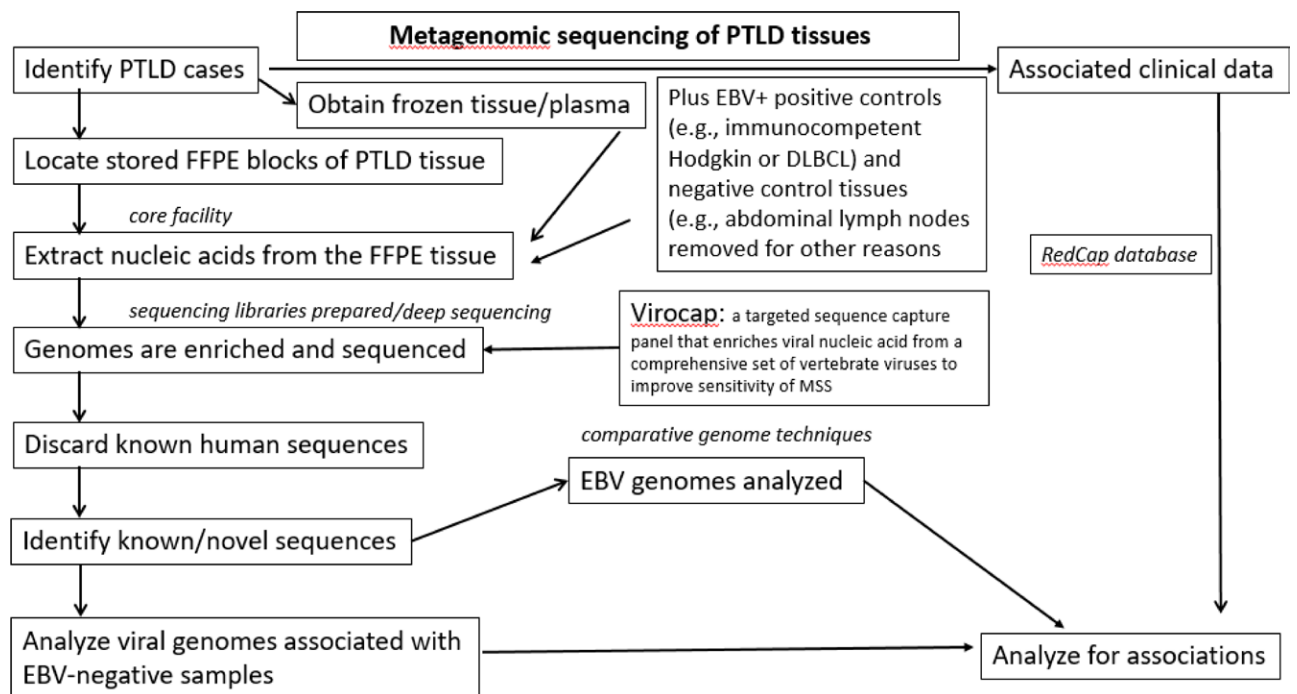 Metagenomic sequencing of PTLD tissues
Identify PTLD cases
Associated clinical data
Obtain frozen tissue/plasma
Plus EBV+ positive controls
(e.g., immunocompetent
Hodgkin or DLBCL) and
negative control tissues
(e.g., abdominal lymph nodes
removed for other reasons
Locate stored FFPE blocks of PTLD tissue
core facility
Extract nucleic acids from the FFPE tissue
RedCap database
sequencing libraries prepared/deep sequencing
Genomes are enriched and sequenced
Virocap: a targeted sequence capture
panel that enriches viral nucleic acid from a
comprehensive set of vertebrate viruses to
improve sensitivity of MSS
Discard known human sequences
comparative genome techniques
EBV genomes analyzed
Identify known/novel sequences
Analyze viral genomes associated with
EBV-negative samples
Analyze for associations